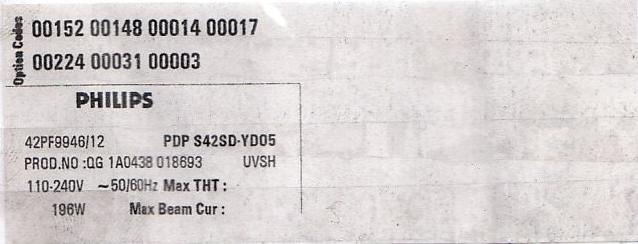 Option Codes
00152 00148 00014 00017
00224 00031 00003
PHILIPS
42PF9946/12 PDP S42SD-YD05
PROD.NO :QG 1A0438 018693 UVSH
110-240V ~50/60Hz Max THT :
196W Max Beam Cur :